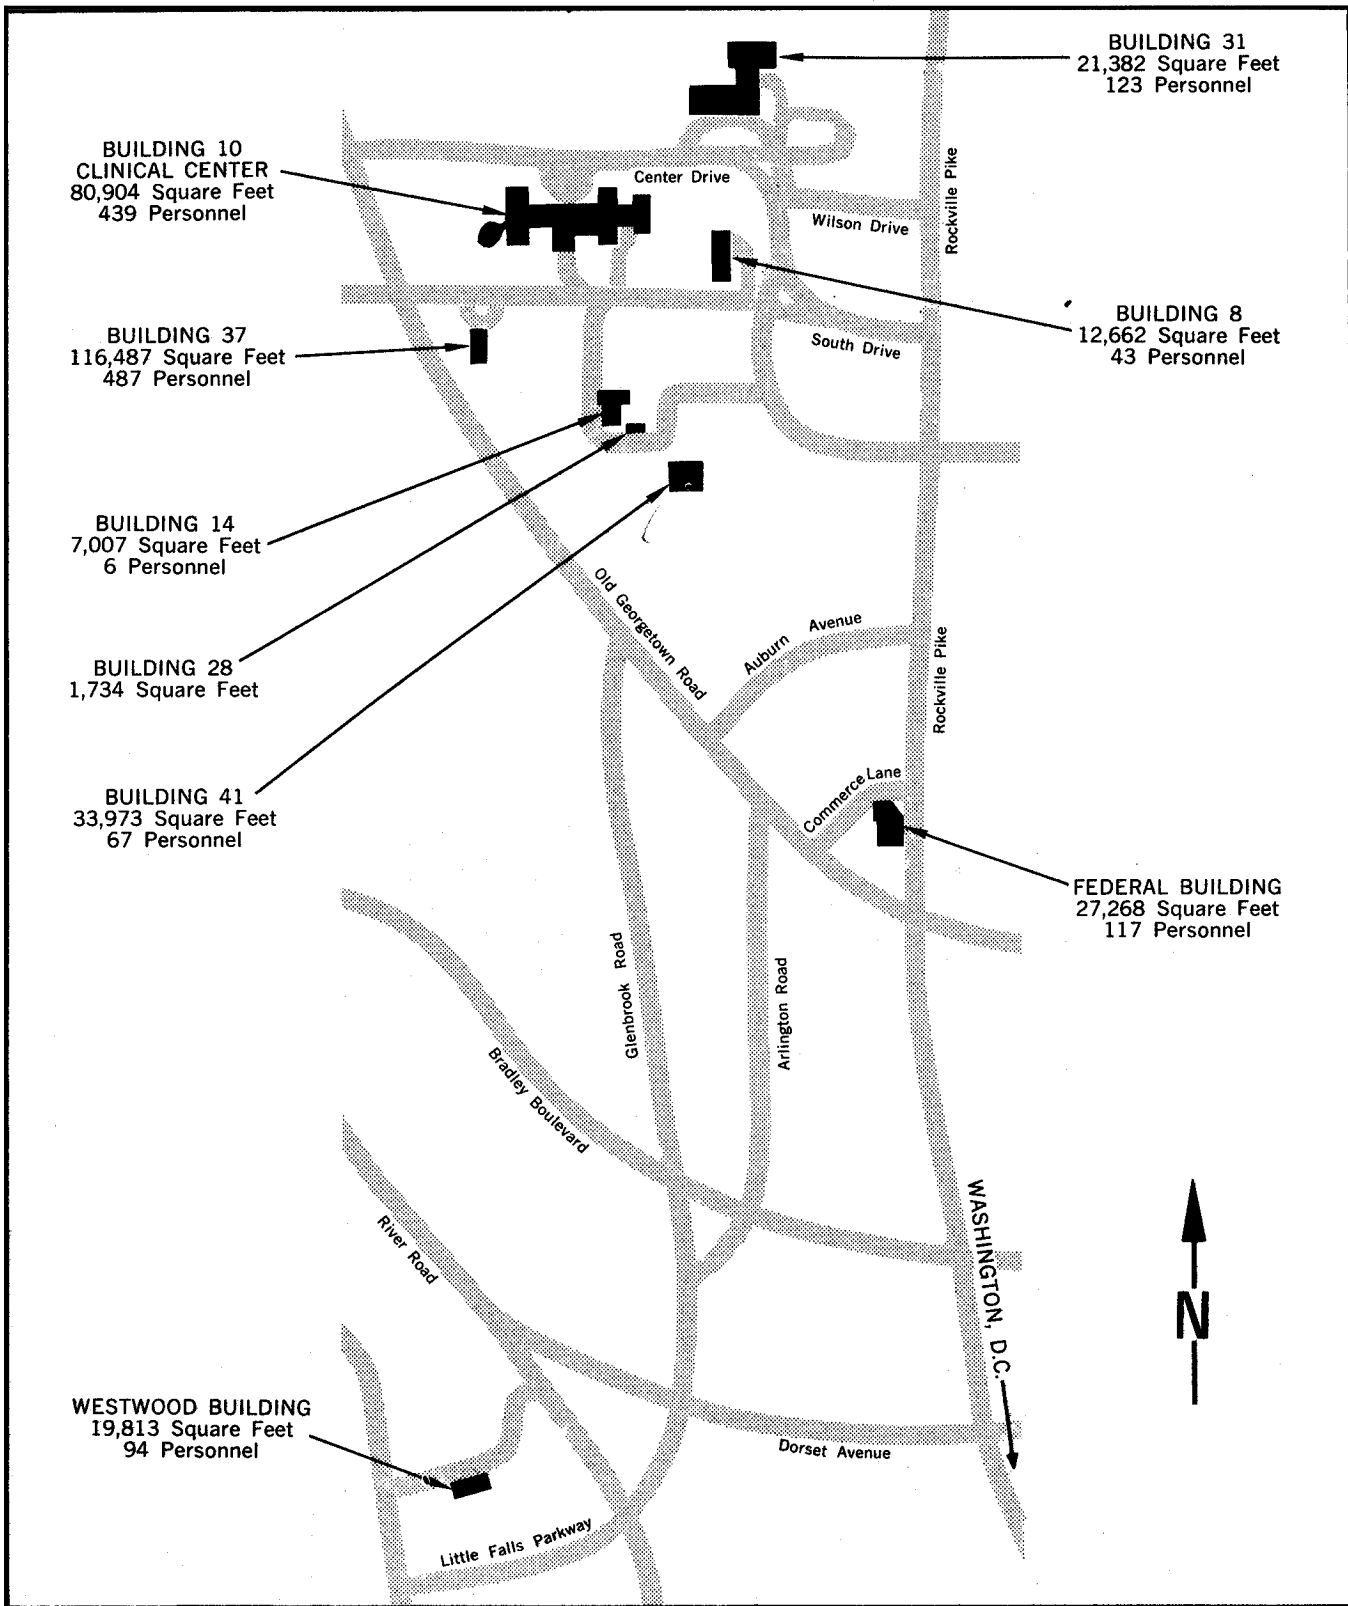 BUILDING 31
21,382 Square Feet
123 Personnel
BUILDING 10
CLINICAL CENTER
80,904 Square Feet
439 Personnel
Center Drive
Wilson Drive
Rockville Pike
BUILDING 8
12,662 Square Feet
43 Personnel
South Drive
BUILDING 37
116,487 Square Feet
487 Personnel
BUILDING 14
7,007 Square Feet
6 Personnel
BUILDING 28
1,734 Square Feet
BUILDING 41
33,973 Square Feet
67 Personnel
Old Georgetown Road
Auburn Avenue
Rockville Pike
Commerce Lane
FEDERAL BUILDING
27,268 Square Feet
117 Personnel
Glenbrook Road
Arlington Road
Bradley Boulevard
River Road
WASHINGTON, D.C.
N
WESTWOOD BUILDING
19,813 Square Feet
94 Personnel
Dorset Avenue
Little Falls Parkway